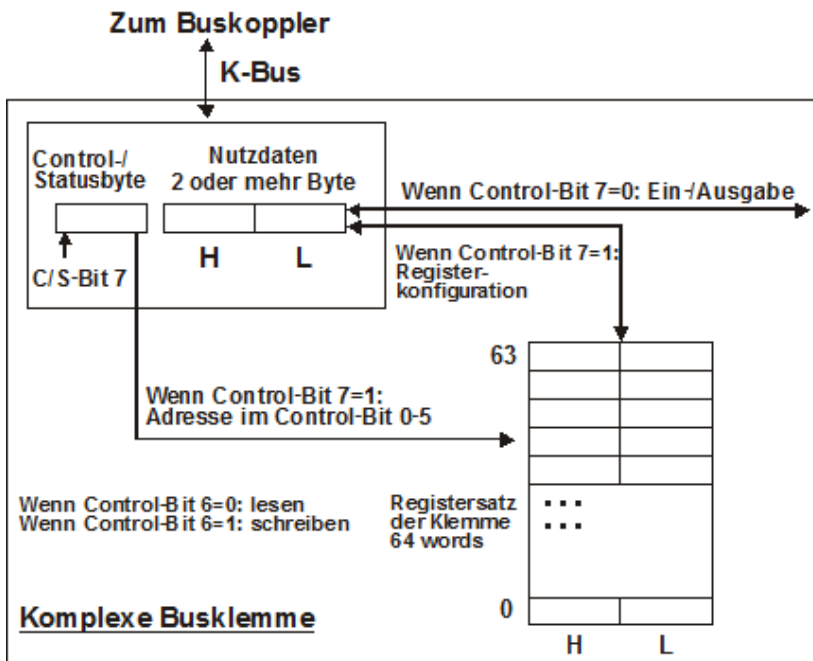 Zum Buskoppler
K-Bus
Control-/
Statusbyte
Nutzdaten
2 oder mehr Byte
H L
C/S-Bit 7
Wenn Control-Bit 7=0: Ein-/Ausgabe
Wenn Control-Bit 7=1:
Register-
konfiguration
Wenn Control-Bit 7=1:
Adresse im Control-Bit 0-5
63
Wenn Control-Bit 6=0: lesen
Wenn Control-Bit 6=1: schreiben
Registersatz
der Klemme
64 words
0
H L
Komplexe Busklemme